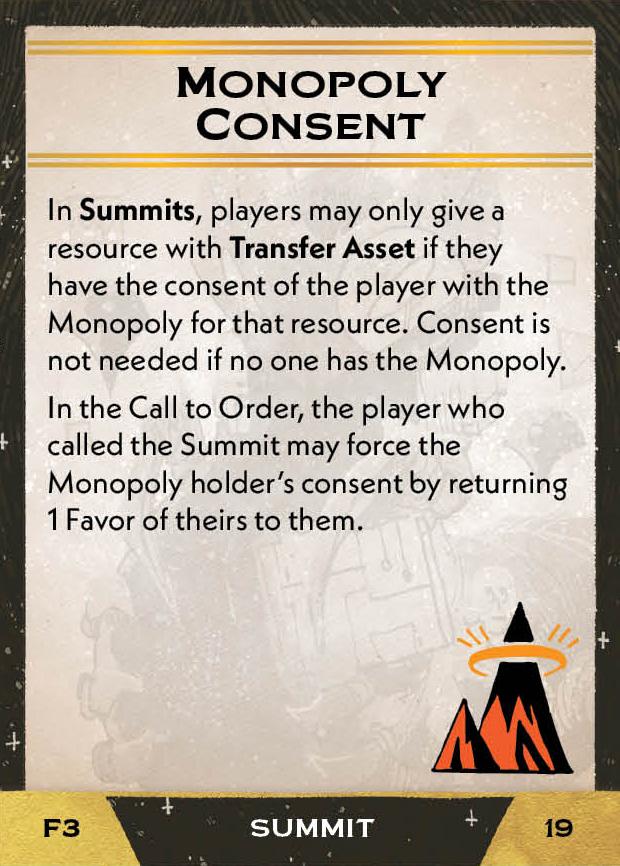 MONOPOLY
CONSENT
In Summits, players may only give a
resource with Transfer Asset if they
have the consent of the player with the
Monopoly for that resource. Consent is
not needed if no one has the Monopoly.
In the Call to Order, the player who
called the Summit may force the
Monopoly holder's consent by returning
1 Favor of theirs to them.
F3
SUMMIT
19